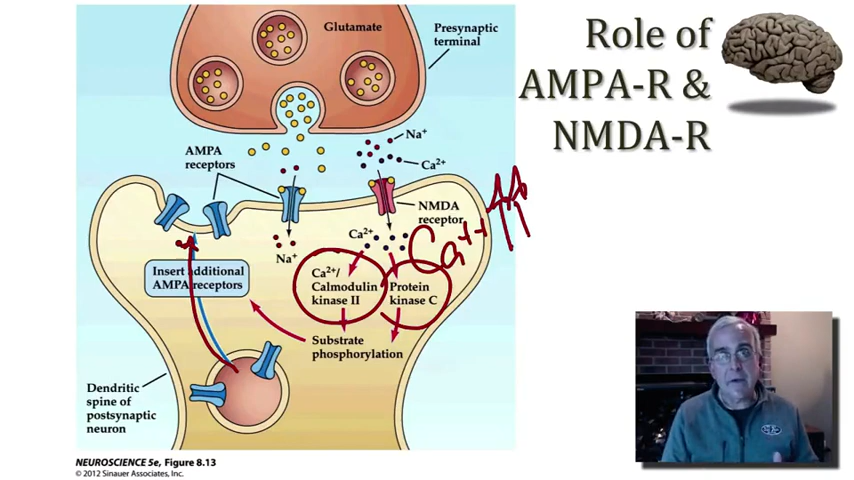 Role of
AMPA-R &
NMDA-R
Glutamate
Presynaptic
terminal
Na⁺
Ca²⁺
AMPA
receptors
NMDA
receptor
Ca²⁺
Na⁺
Ca⁺⁺
Insert additional
AMPA receptors
Ca²⁺/
Calmodulin
kinase II
Protein
kinase C
Substrate
phosphorylation
Dendritic
spine of
postsynaptic
neuron
NEUROSCIENCE 5e, Figure 8.13
© 2012 Sinauer Associates, Inc.